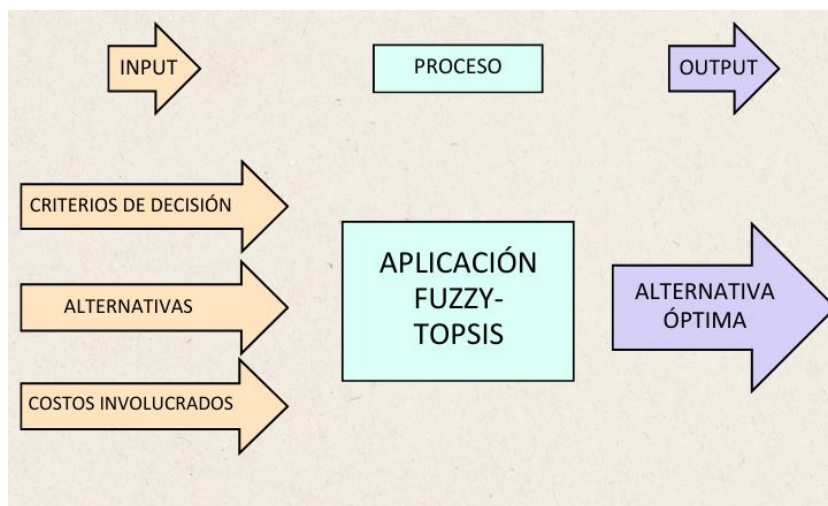 INPUT
PROCESO
OUTPUT
CRITERIOS DE DECISIÓN
ALTERNATIVAS
COSTOS INVOLUCRADOS
APLICACIÓN
FUZZY-
TOPSIS
ALTERNATIVA
ÓPTIMA